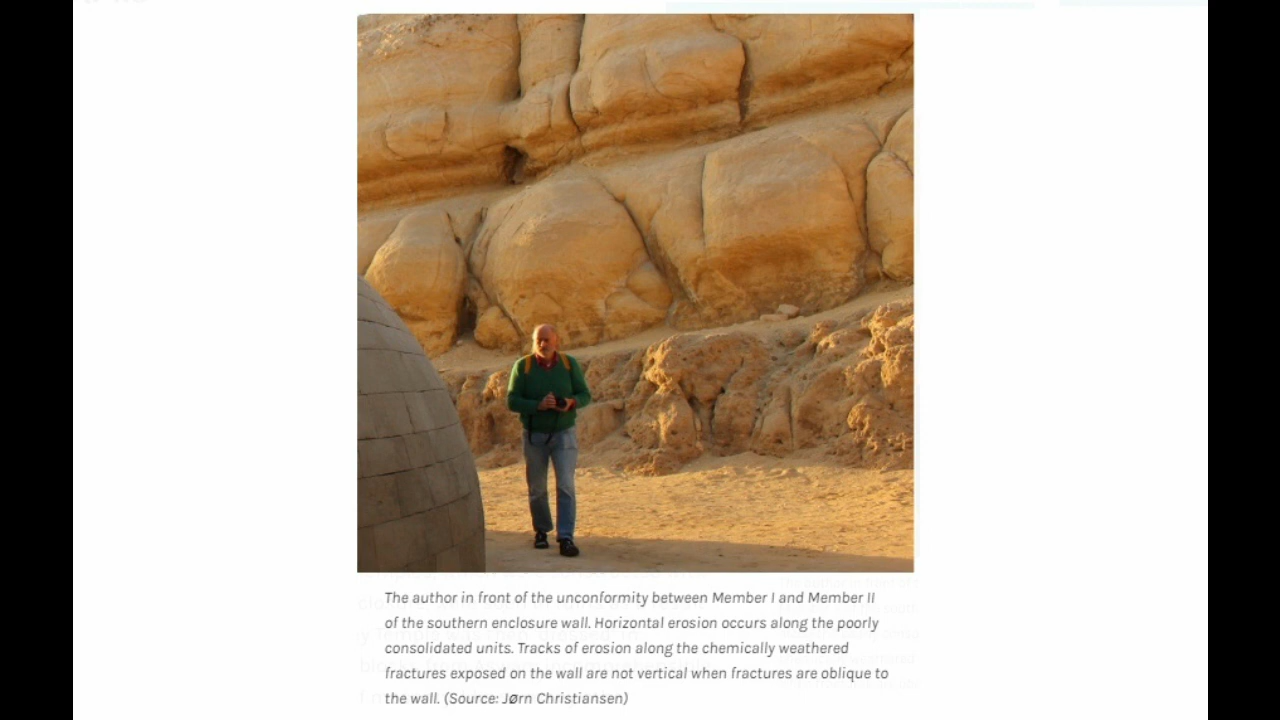 The author in front of the unconformity between Member I and Member II
of the southern enclosure wall. Horizontal erosion occurs along the poorly
consolidated units. Tracks of erosion along the chemically weathered
fractures exposed on the wall are not vertical when fractures are oblique to
the wall. (Source: Jørn Christiansen)